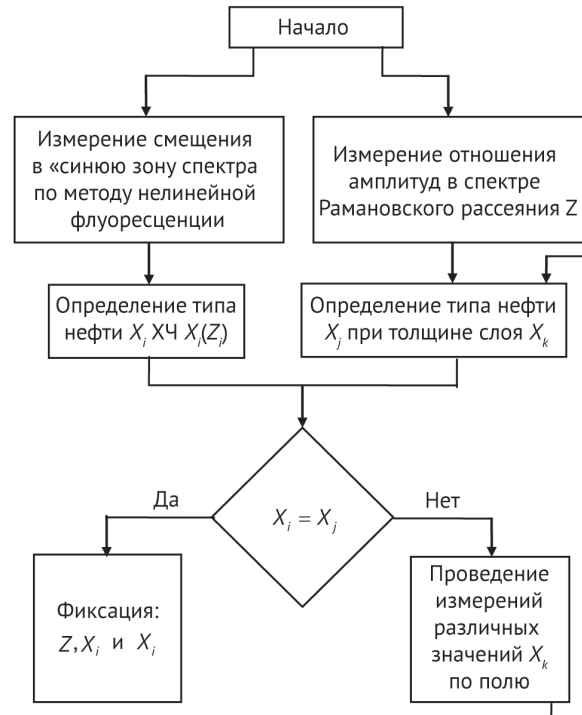 Начало
Измерение смещения
в «синюю зону спектра
по методу нелинейной
флуоресценции
Измерение отношения
амплитуд в спектре
Рамановского рассеяния Z
Определение типа
нефти X_i ХЧ X_i(Z_i)
Определение типа нефти
X_j при толщине слоя X_k
X_i = X_j
Да
Нет
Фиксация:
Z, X_i и X_i
Проведение
измерений
различных
значений X_k
по полю